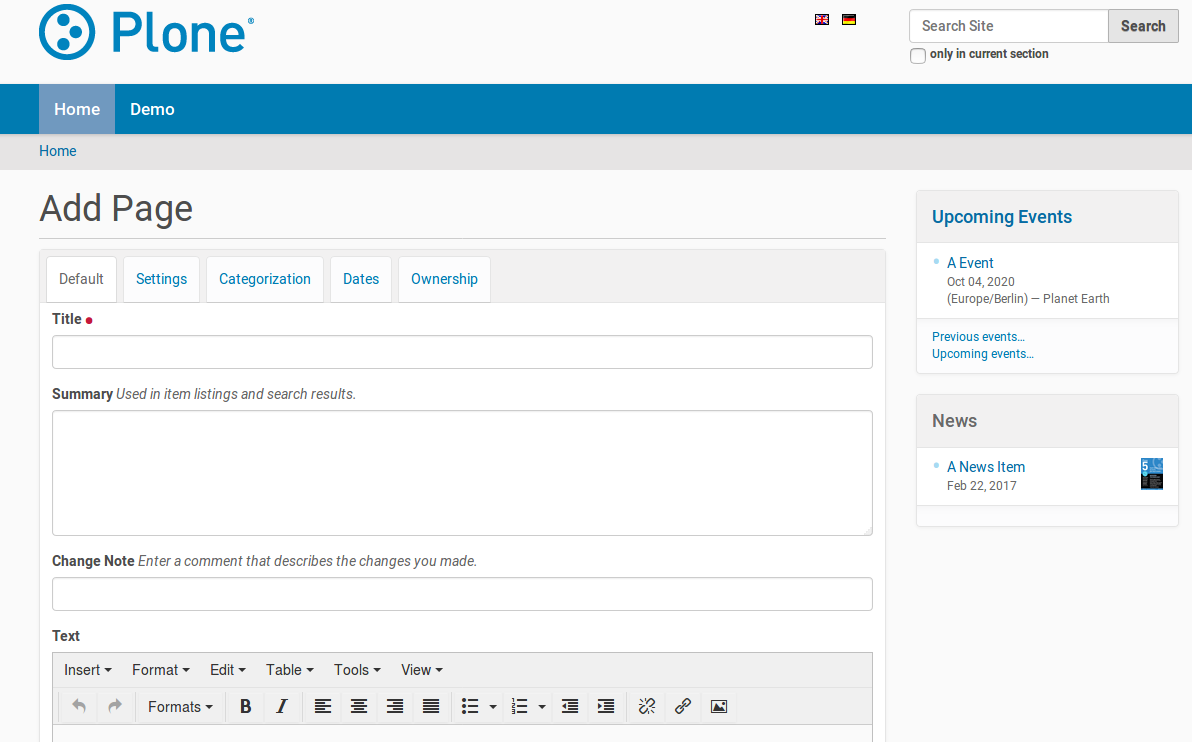 Plone®
Search Site
Search
only in current section
Home Demo
Home
Add Page
Default Settings Categorization Dates Ownership
Title
Summary Used in item listings and search results.
Change Note Enter a comment that describes the changes you made.
Text
Insert Format Edit Table Tools View
Formats B I
Upcoming Events
A Event
Oct 04, 2020
(Europe/Berlin) — Planet Earth
Previous events…
Upcoming events…
News
A News Item
5
Feb 22, 2017